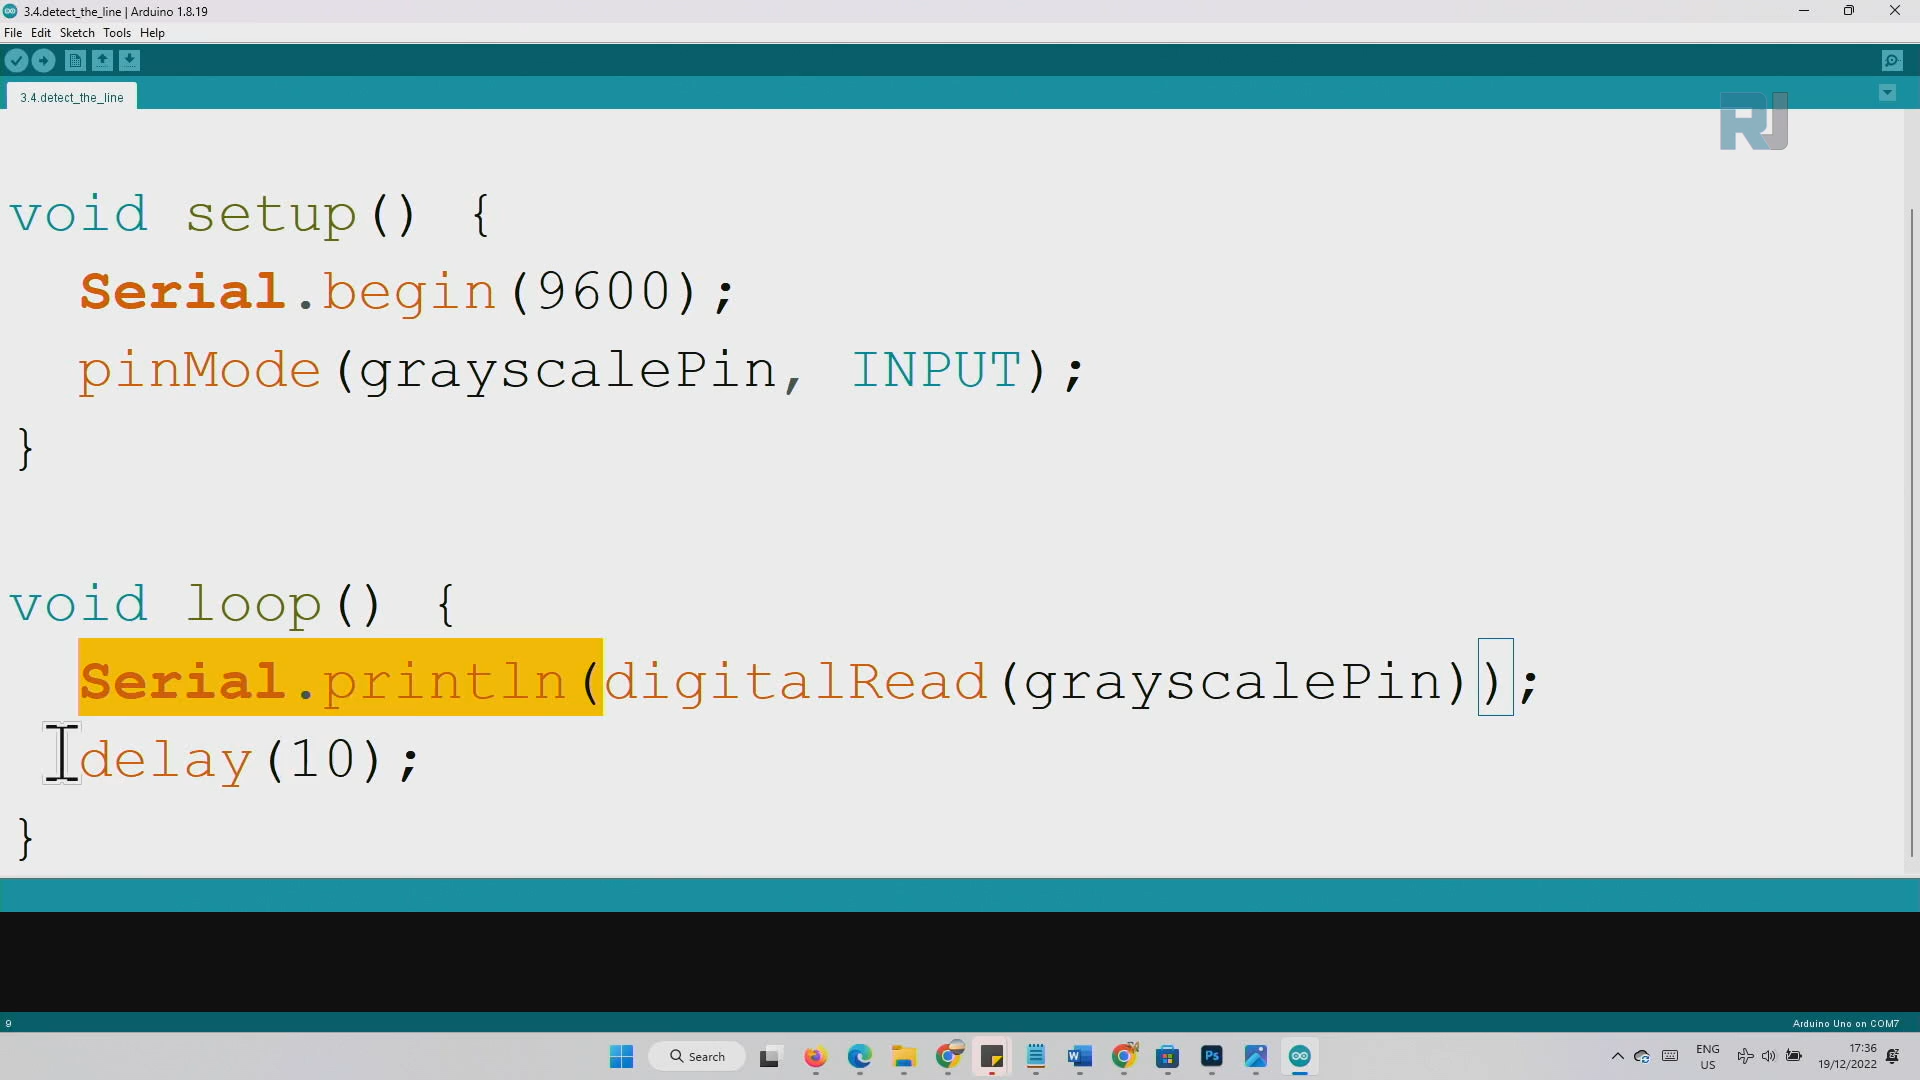 3.4.detect_the_line | Arduino 1.8.19
File Edit Sketch Tools Help
3.4.detect_the_line
RJ
void setup() {
Serial.begin(9600);
pinMode(grayscalePin, INPUT);
}
void loop() {
Serial.println(digitalRead(grayscalePin));
delay(10);
}
9
Arduino Uno on COM7
Search
W
Ps
ENG
US
17:36
19/12/2022